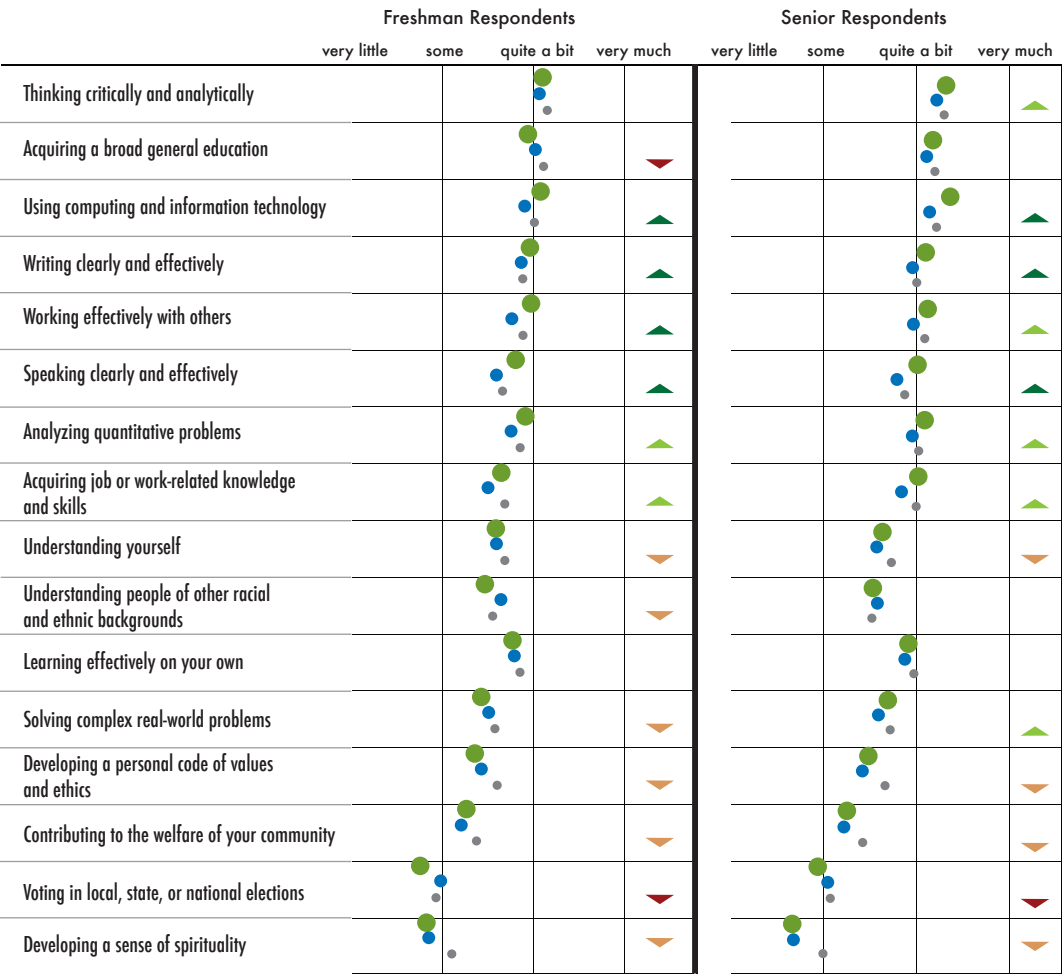 Freshman Respondents
Senior Respondents
very little some quite a bit very much
very little some quite a bit very much
Thinking critically and analytically
Acquiring a broad general education
Using computing and information technology
Writing clearly and effectively
Working effectively with others
Speaking clearly and effectively
Analyzing quantitative problems
Acquiring job or work-related knowledge
and skills
Understanding yourself
Understanding people of other racial
and ethnic backgrounds
Learning effectively on your own
Solving complex real-world problems
Developing a personal code of values
and ethics
Contributing to the welfare of your community
Voting in local, state, or national elections
Developing a sense of spirituality